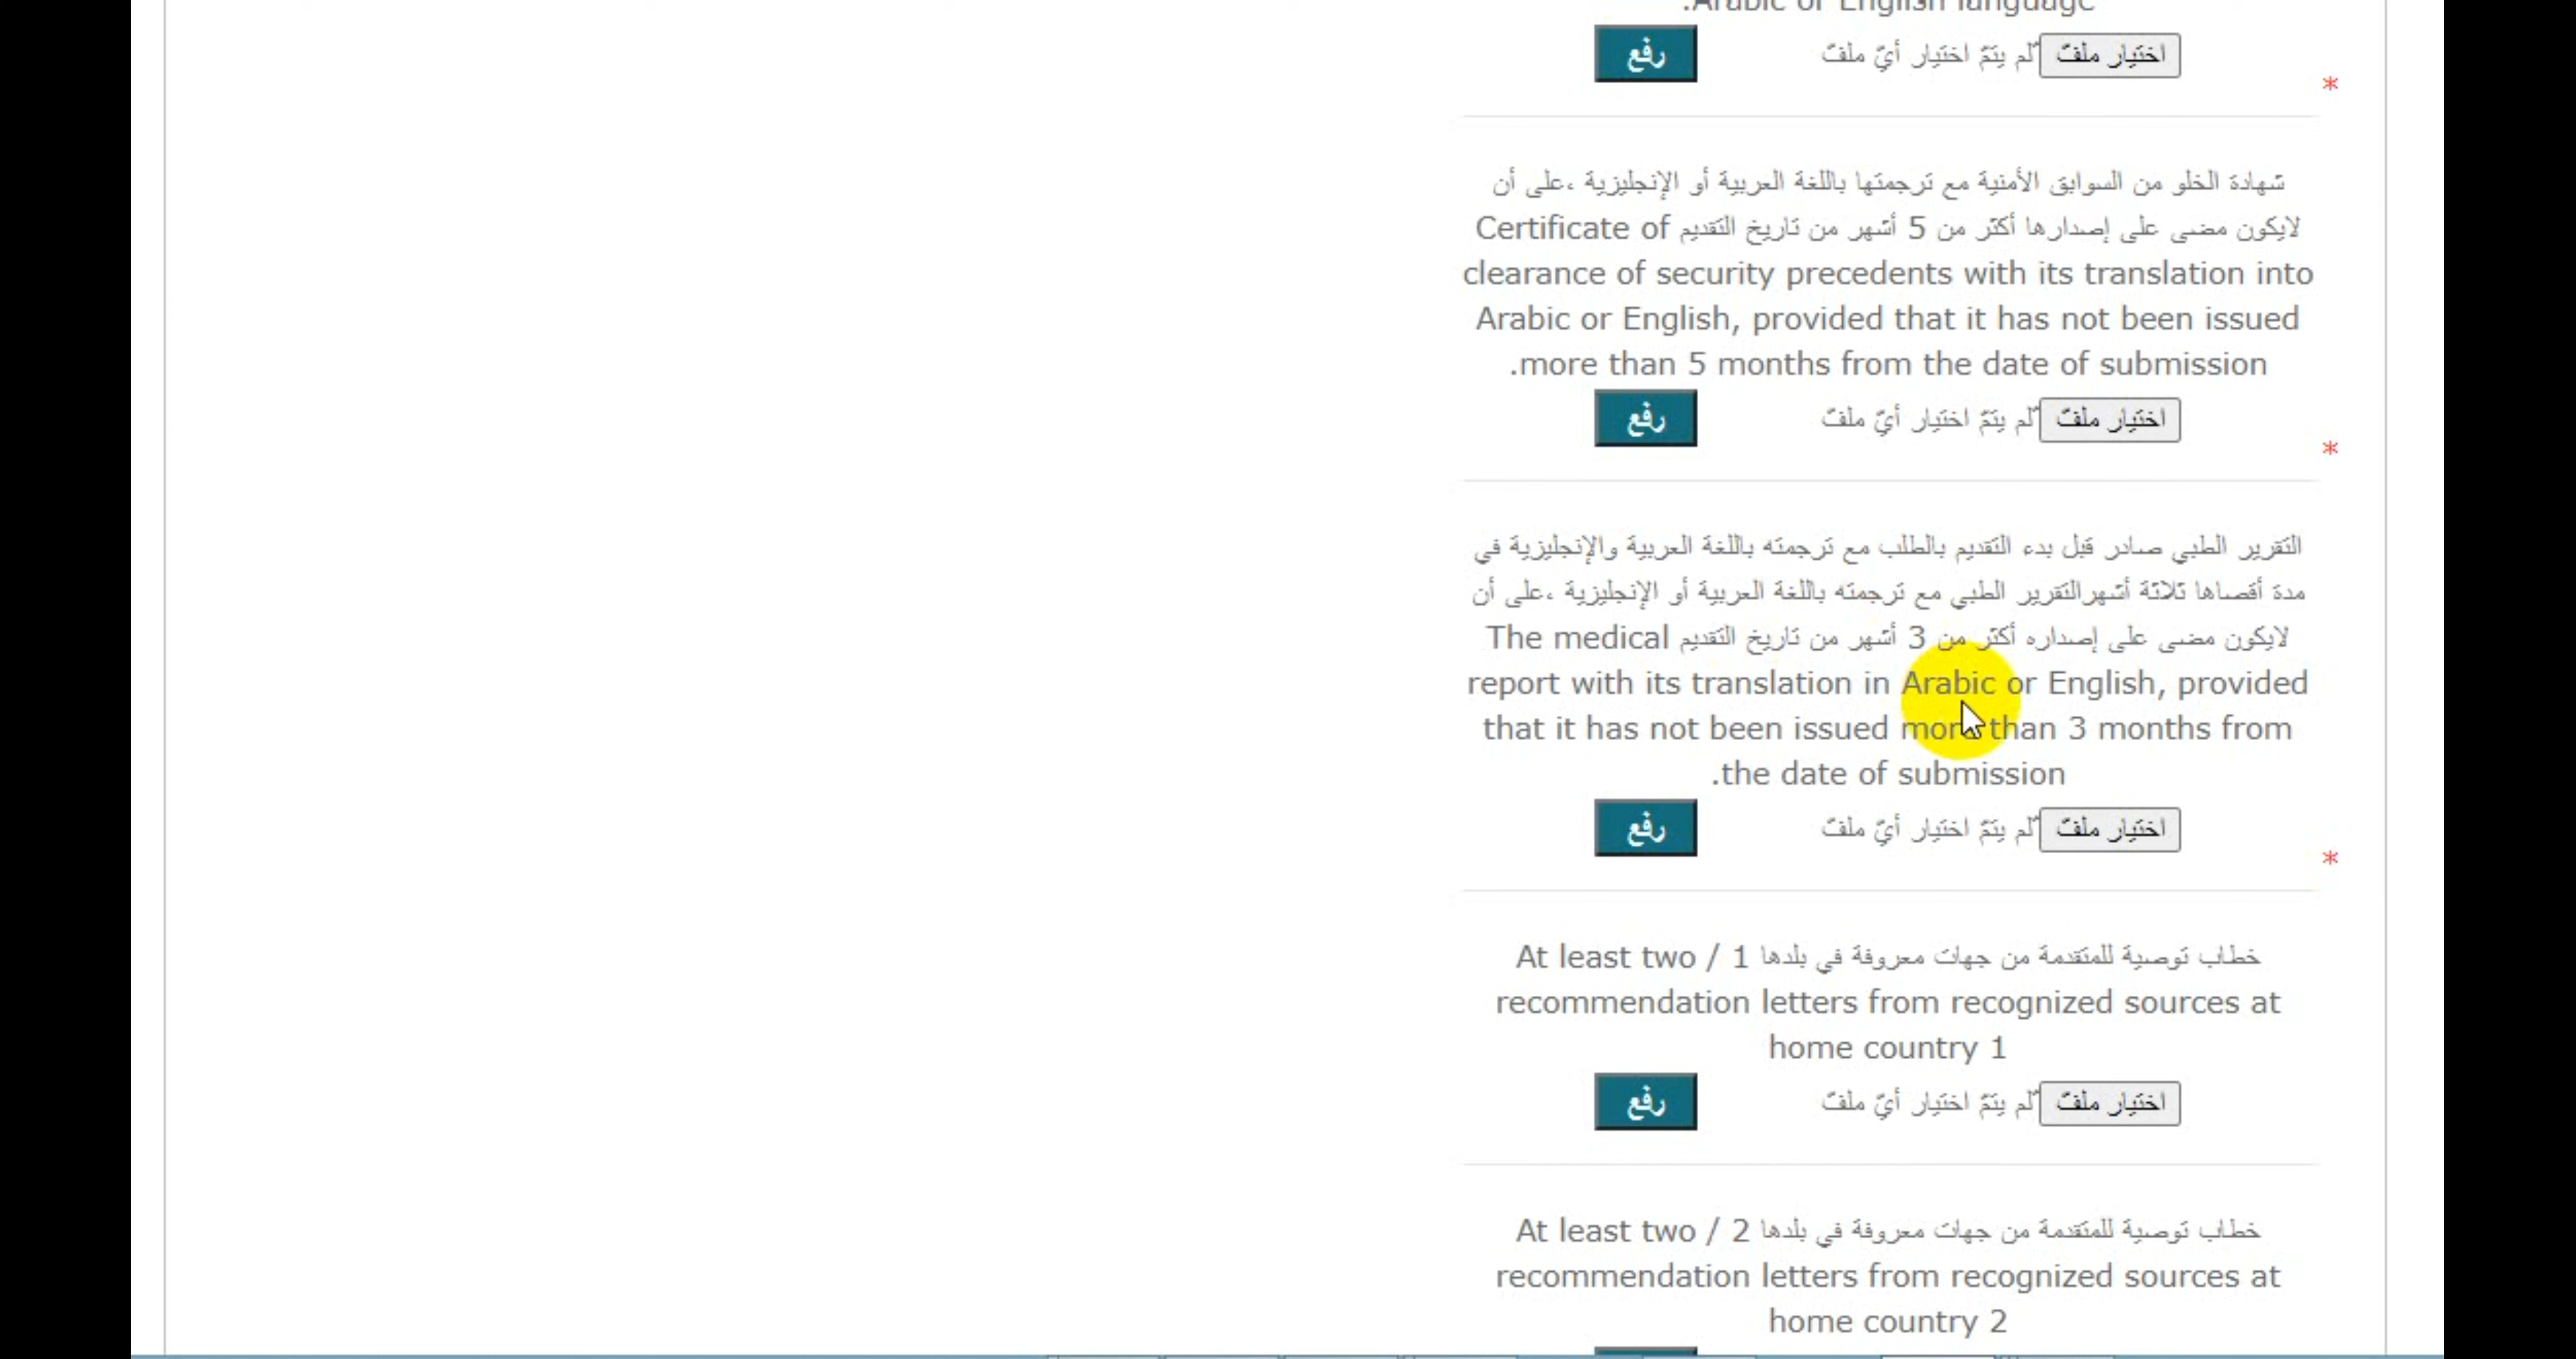 Arabic or English language.
اختيار ملفّ لم يتمّ اختيار أيّ ملفّ رفع
*
شهادة الخلو من السوابق الأمنية مع ترجمتها باللغة العربية أو الإنجليزية ،على أن
لايكون مضى على إصدارها أكثر من 5 أشهر من تاريخ التقديم Certificate of
clearance of security precedents with its translation into
Arabic or English, provided that it has not been issued
more than 5 months from the date of submission.
اختيار ملفّ لم يتمّ اختيار أيّ ملفّ رفع
*
التقرير الطبي صادر قبل بدء التقديم بالطلب مع ترجمته باللغة العربية والإنجليزية في
مدة أقصاها ثلاثة أشهرالتقرير الطبي مع ترجمته باللغة العربية أو الإنجليزية ،على أن
لايكون مضى على إصداره أكثر من 3 أشهر من تاريخ التقديم The medical
report with its translation in Arabic or English, provided
that it has not been issued more than 3 months from
the date of submission.
اختيار ملفّ لم يتمّ اختيار أيّ ملفّ رفع
*
خطاب توصية للمتقدمة من جهات معروفة في بلدها 1 / At least two
recommendation letters from recognized sources at
home country 1
اختيار ملفّ لم يتمّ اختيار أيّ ملفّ رفع
خطاب توصية للمتقدمة من جهات معروفة في بلدها 2 / At least two
recommendation letters from recognized sources at
home country 2